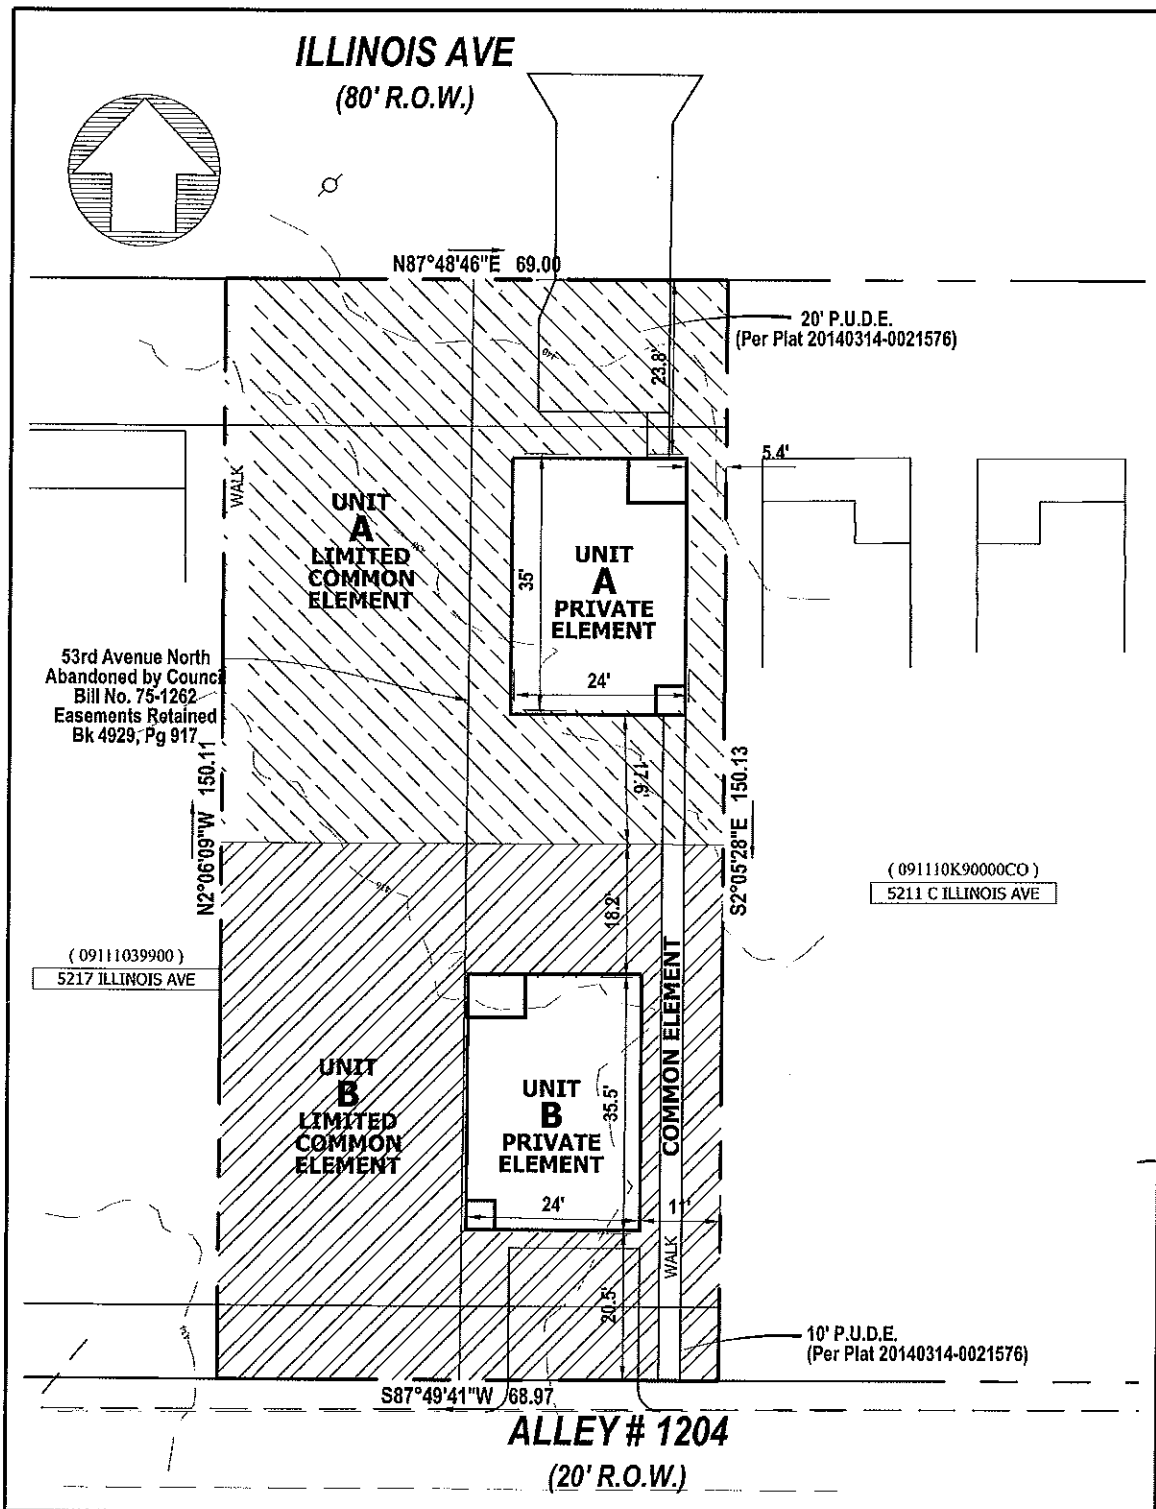 ILLINOIS AVE
(80' R.O.W.)
N87°48'46"E 69.00
20' P.U.D.E.
(Per Plat 20140314-0021576)
23.8'
5.4'
WALK
UNIT
A
LIMITED
COMMON
ELEMENT
UNIT
A
PRIVATE
ELEMENT
35'
24'
53rd Avenue North
Abandoned by Council
Bill No. 75-1262
Easements Retained
Bk 4929, Pg 917
N2°06'09"W 150.11
17.6'
S2°05'28"E 150.13
18.2'
(091110K90000CO)
5211 C ILLINOIS AVE
(09111039900)
5217 ILLINOIS AVE
COMMON ELEMENT
UNIT
B
LIMITED
COMMON
ELEMENT
UNIT
B
PRIVATE
ELEMENT
35.5'
24'
11'
WALK
20.5'
10' P.U.D.E.
(Per Plat 20140314-0021576)
S87°49'41"W 68.97
ALLEY # 1204
(20' R.O.W.)